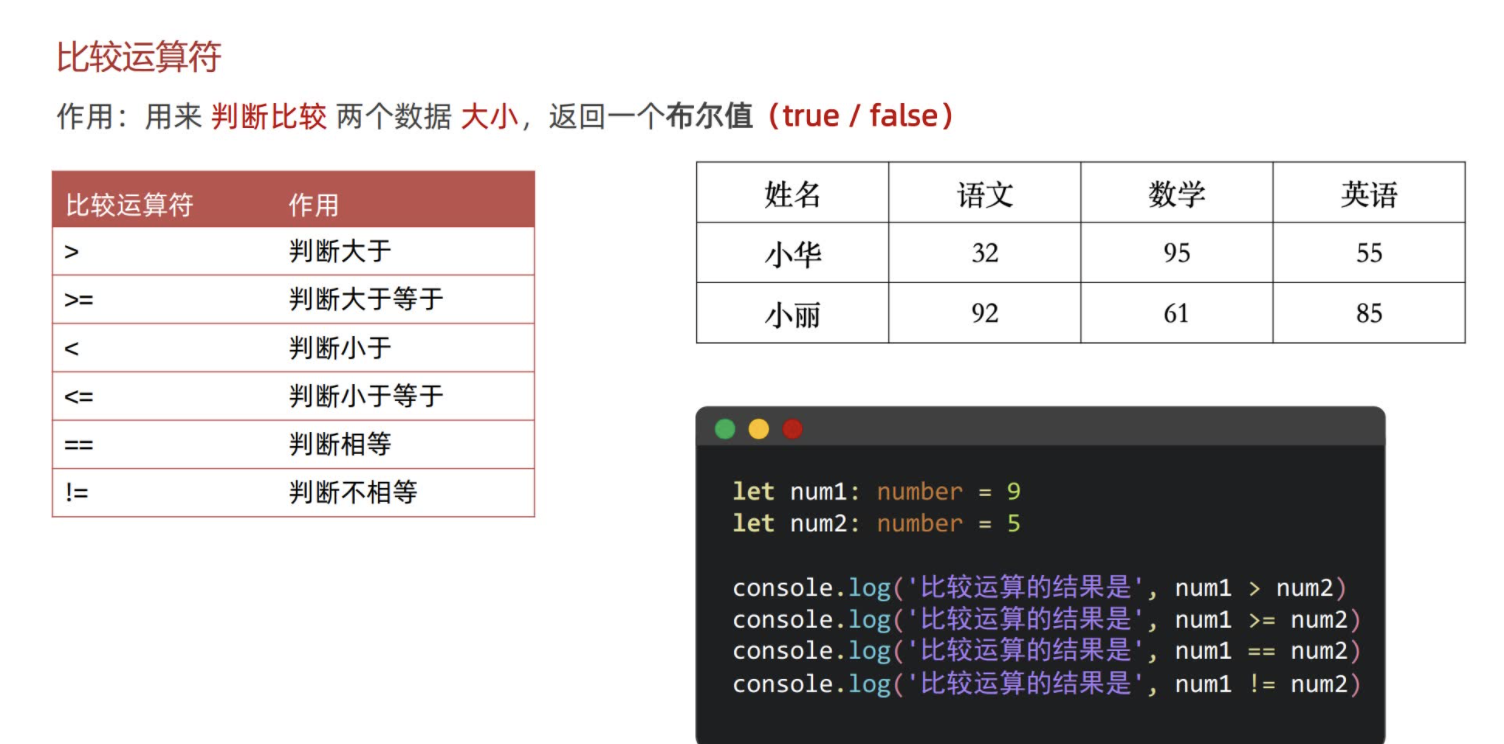 比较运算符
作用：用来 判断比较 两个数据 大小，返回一个布尔值（true / false）
比较运算符 作用
> 判断大于
>= 判断大于等于
< 判断小于
<= 判断小于等于
== 判断相等
!= 判断不相等
姓名 语文 数学 英语
小华 32 95 55
小丽 92 61 85
let num1: number = 9
let num2: number = 5
console.log('比较运算的结果是', num1 > num2)
console.log('比较运算的结果是', num1 >= num2)
console.log('比较运算的结果是', num1 == num2)
console.log('比较运算的结果是', num1 != num2)